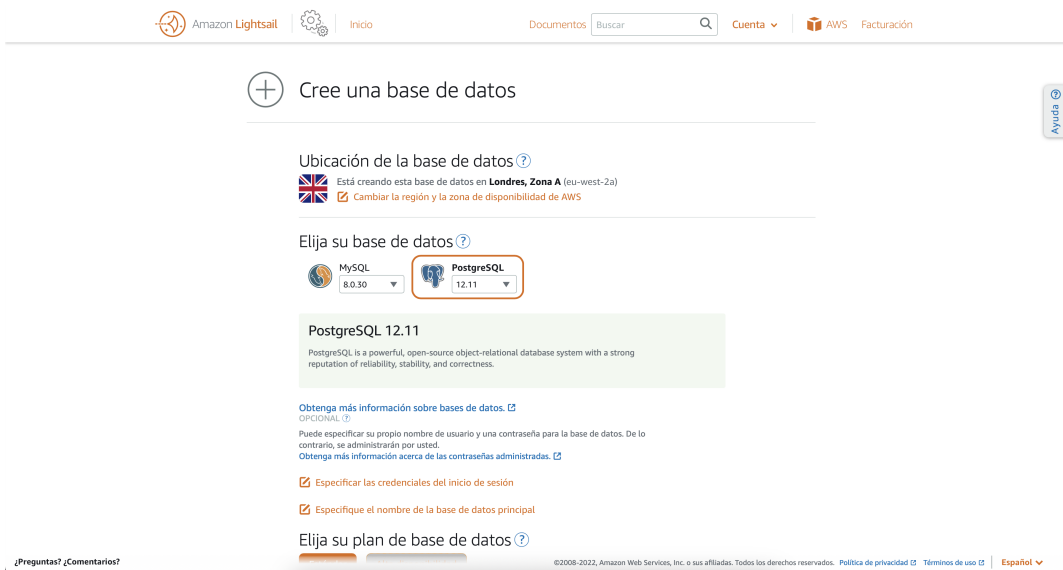 Amazon Lightsail
Inicio
Documentos
Buscar
Cuenta
AWS
Facturación
Ayuda ?
Cree una base de datos
Ubicación de la base de datos ?
Está creando esta base de datos en Londres, Zona A (eu-west-2a)
Cambiar la región y la zona de disponibilidad de AWS
Elija su base de datos ?
MySQL
8.0.30
PostgreSQL
12.11
PostgreSQL 12.11
PostgreSQL is a powerful, open-source object-relational database system with a strong
reputation of reliability, stability, and correctness.
Obtenga más información sobre bases de datos.
OPCIONAL ?
Puede especificar su propio nombre de usuario y una contraseña para la base de datos. De lo
contrario, se administrarán por usted.
Obtenga más información acerca de las contraseñas administradas.
Especificar las credenciales del inicio de sesión
Especifique el nombre de la base de datos principal
Elija su plan de base de datos ?
¿Preguntas? ¿Comentarios?
©2008-2022, Amazon Web Services, Inc. o sus afiliadas. Todos los derechos reservados.
Política de privacidad
Términos de uso
Español